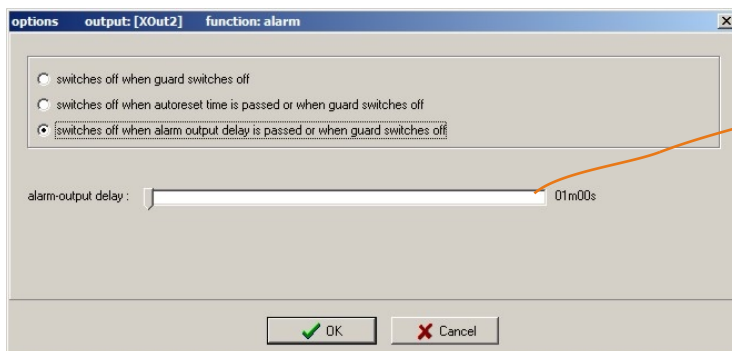 options output: [XOut2] function: alarm
switches off when guard switches off
switches off when autoreset time is passed or when guard switches off
switches off when alarm output delay is passed or when guard switches off
alarm-output delay : 01m00s
OK Cancel